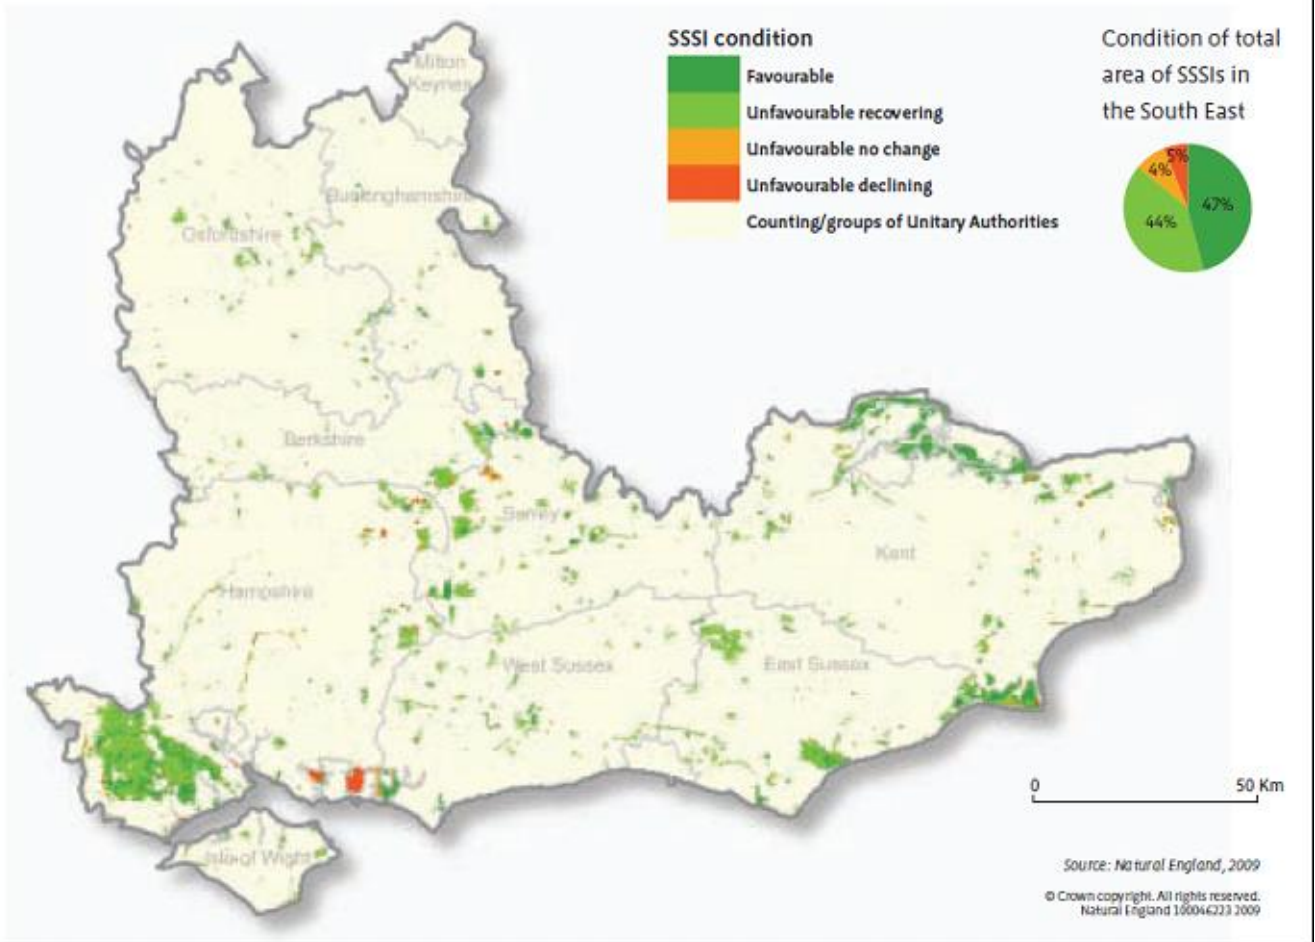 SSSI condition
Favourable
Unfavourable recovering
Unfavourable no change
Unfavourable declining
Counting/groups of Unitary Authorities
Condition of total
area of SSSIs in
the South East
5%
4%
47%
44%
Milton
Keynes
Buckinghamshire
Oxfordshire
Berkshire
Surrey
Kent
Hampshire
West Sussex
East Sussex
Isle of Wight
0 50 Km
Source: Natural England, 2009
© Crown copyright. All rights reserved.
Natural England 100046223 2009